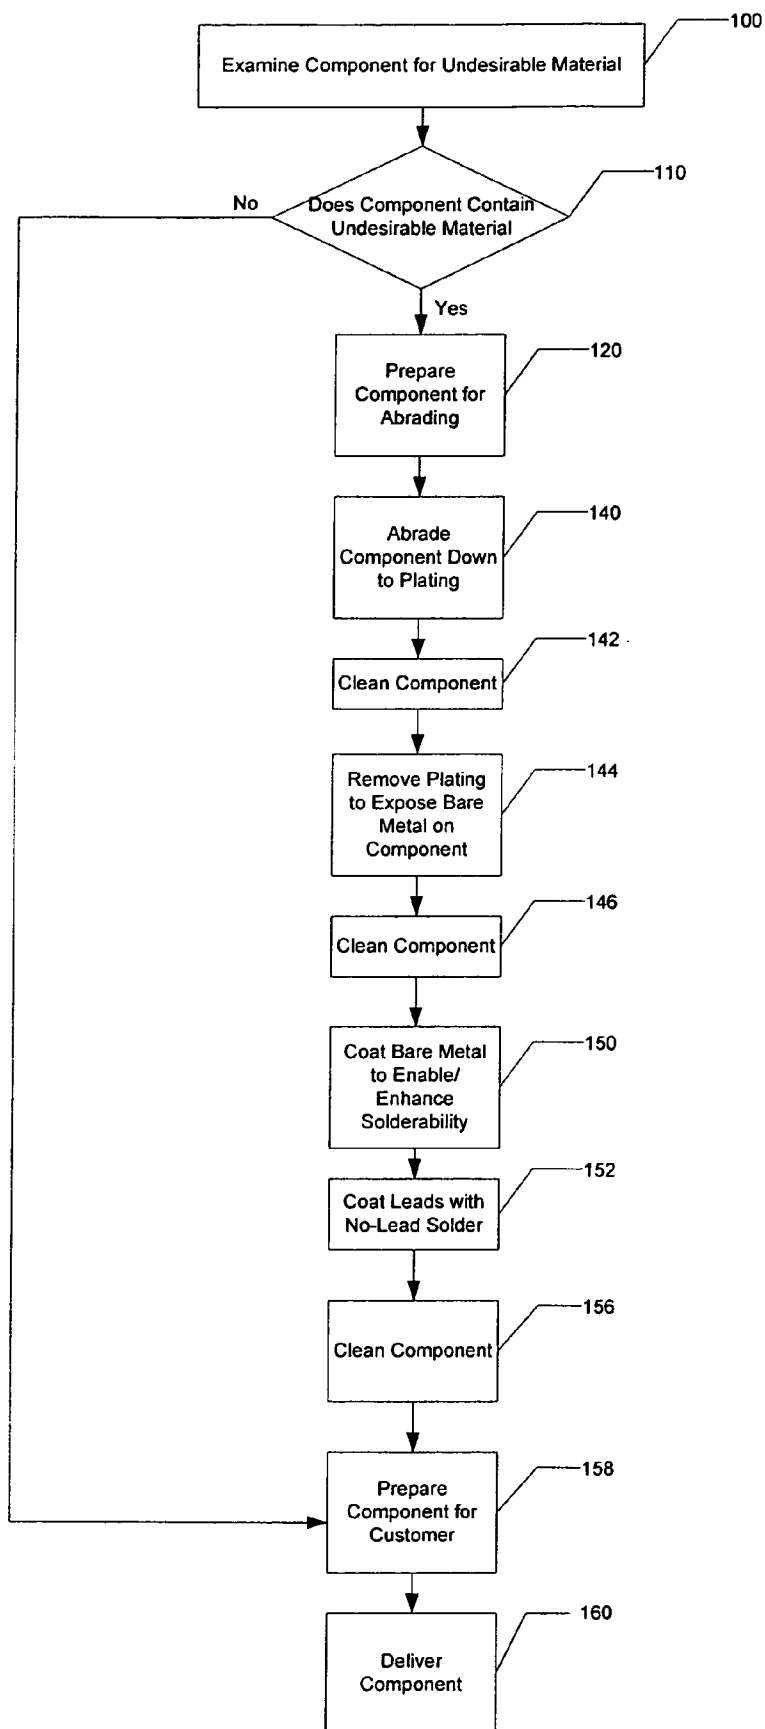 100
Examine Component for Undesirable Material
110
No
Does Component Contain
Undesirable Material
Yes
120
Prepare
Component for
Abrading
140
Abrade
Component Down
to Plating
142
Clean Component
144
Remove Plating
to Expose Bare
Metal on
Component
146
Clean Component
150
Coat Bare Metal
to Enable/
Enhance
Solderability
152
Coat Leads with
No-Lead Solder
156
Clean Component
158
Prepare
Component for
Customer
160
Deliver
Component